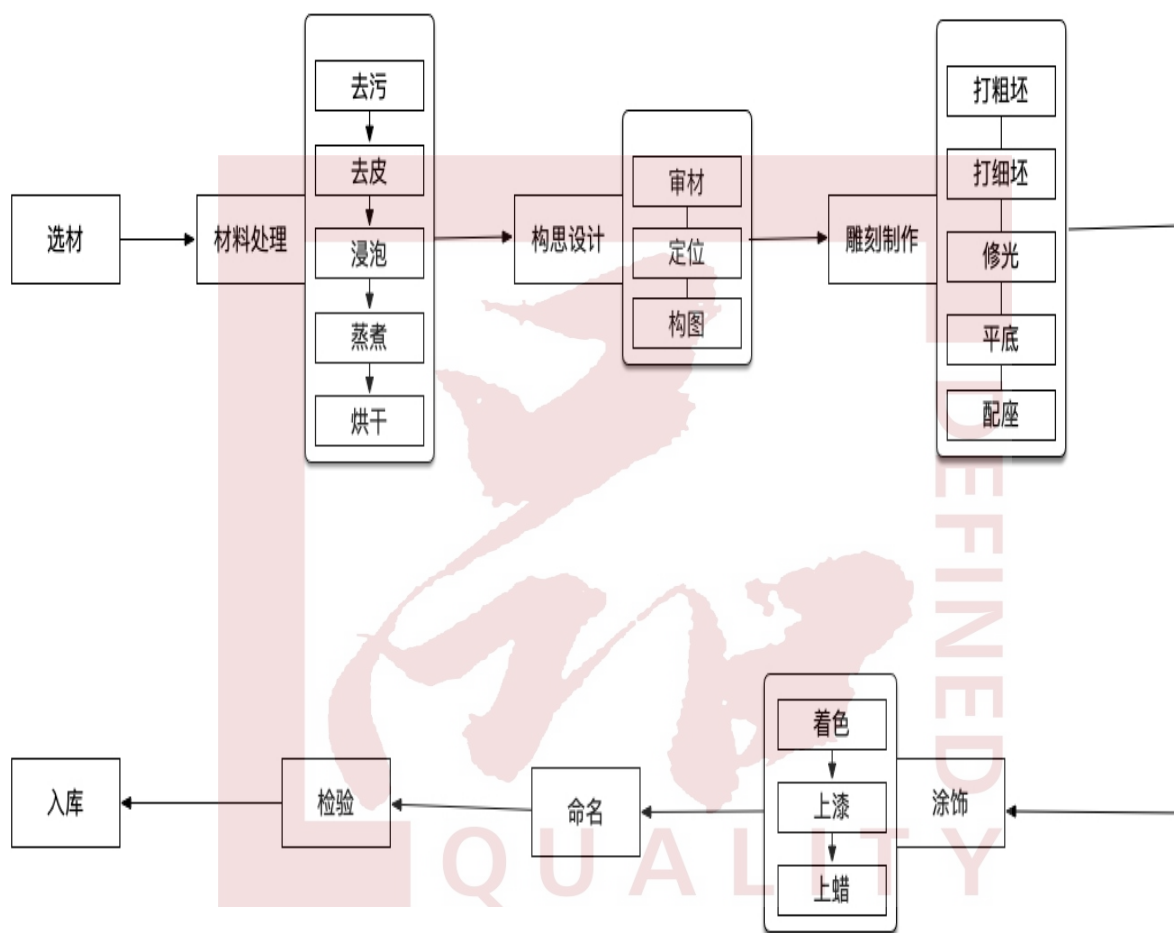 选材
材料处理
去污
去皮
浸泡
蒸煮
烘干
构思设计
审材
定位
构图
雕刻制作
打粗坯
打细坯
修光
平底
配座
涂饰
着色
上漆
上蜡
命名
检验
入库
DEFINED
QUALITY